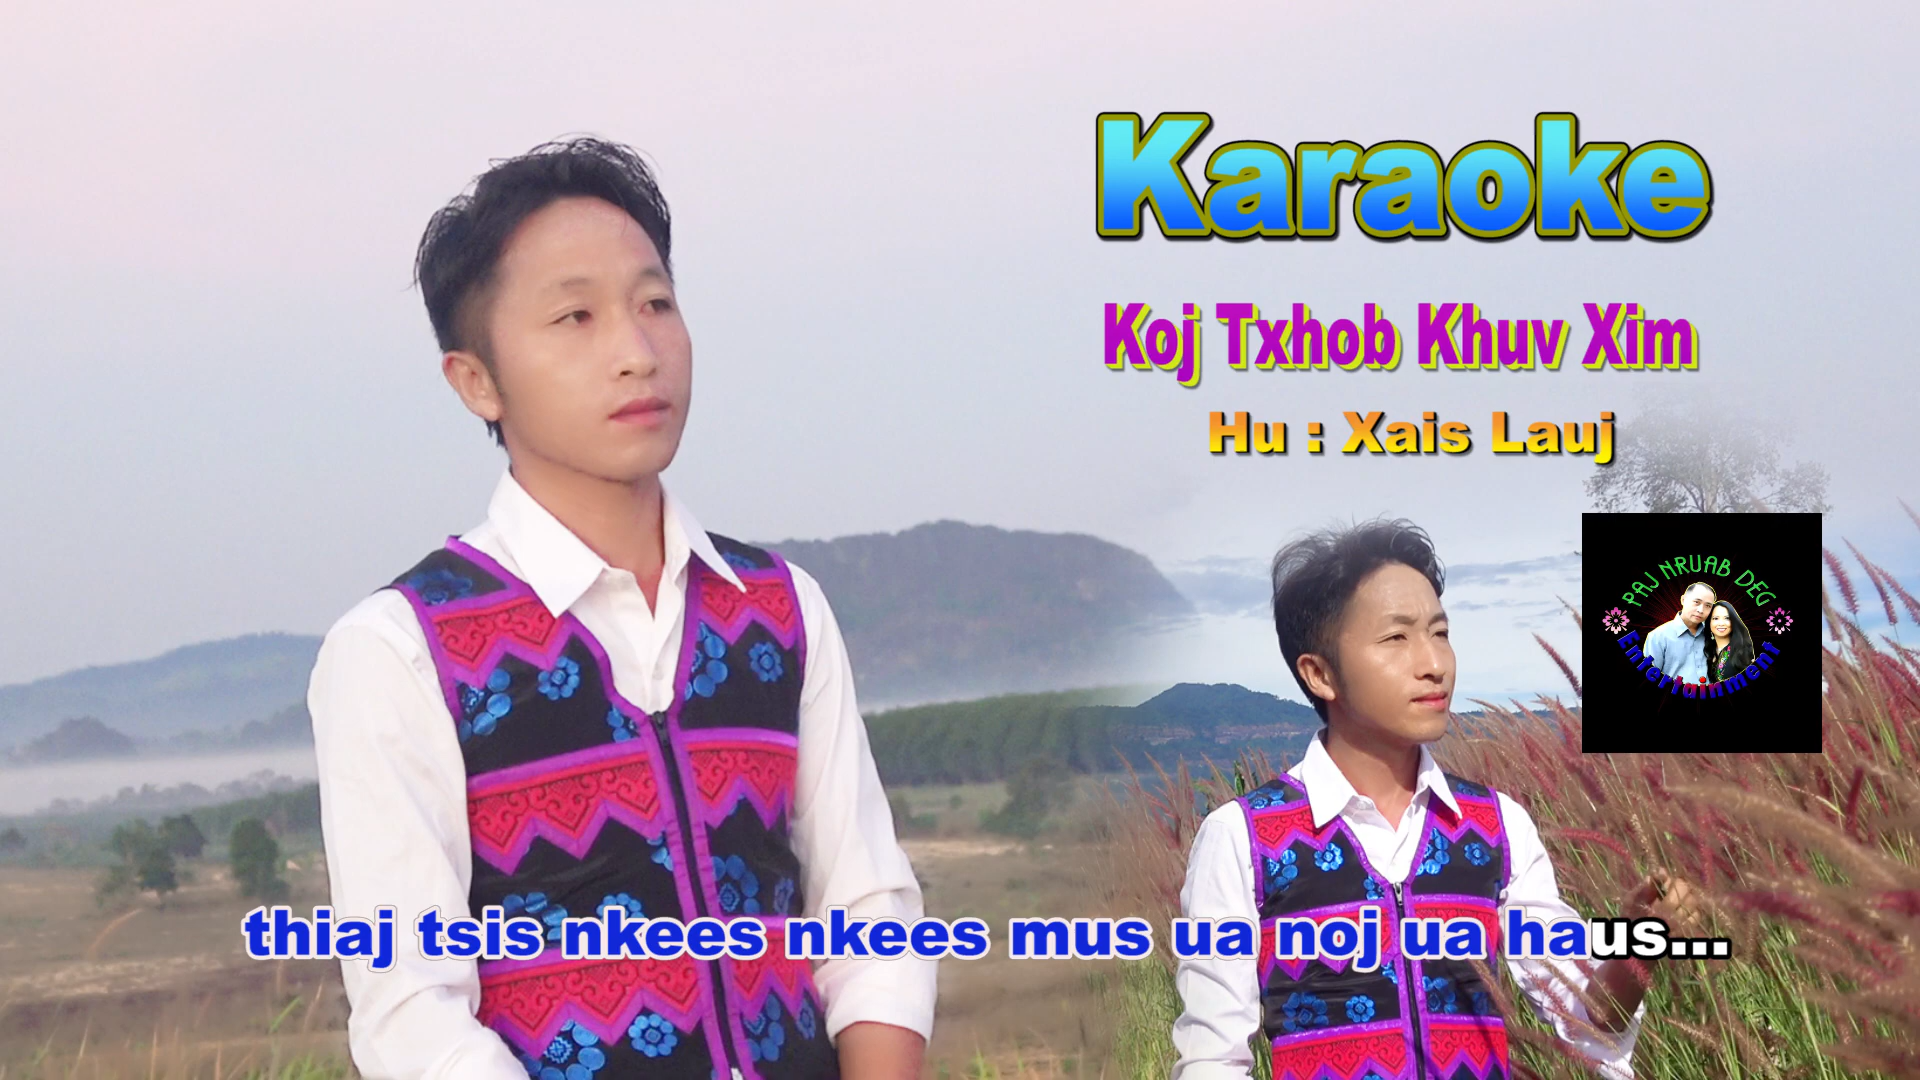 Karaoke
Koj Txhob Khuv Xim
Hu : Xais Lauj
PAJ NRUAB DEG
Entertainment
thiaj tsis nkees nkees mus ua noj ua haus...